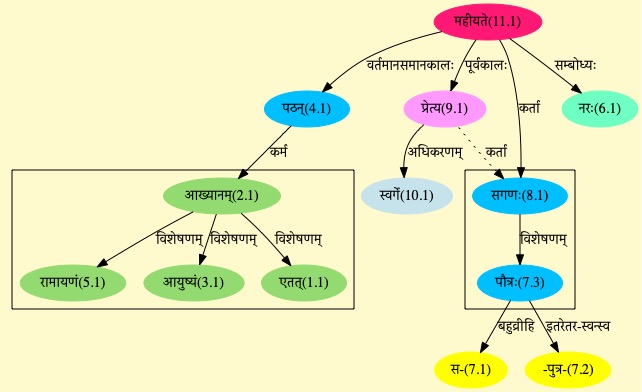 महीयते(11.1)
वर्तमानसमानकालः पूर्वकालः सम्बोध्यः
पठन्(4.1) प्रेत्य(9.1) कर्ता नरः(6.1)
कर्म अधिकरणम् कर्ता
आख्यानम्(2.1) स्वर्गे(10.1) सगणः(8.1)
विशेषणम् विशेषणम् विशेषणम् विशेषणम्
रामायणं(5.1) आयुष्यं(3.1) एतत्(1.1) पौत्रः(7.3)
बहुव्रीहि इतरेतर-स्वन्स्व
स-(7.1) -पुत्र-(7.2)